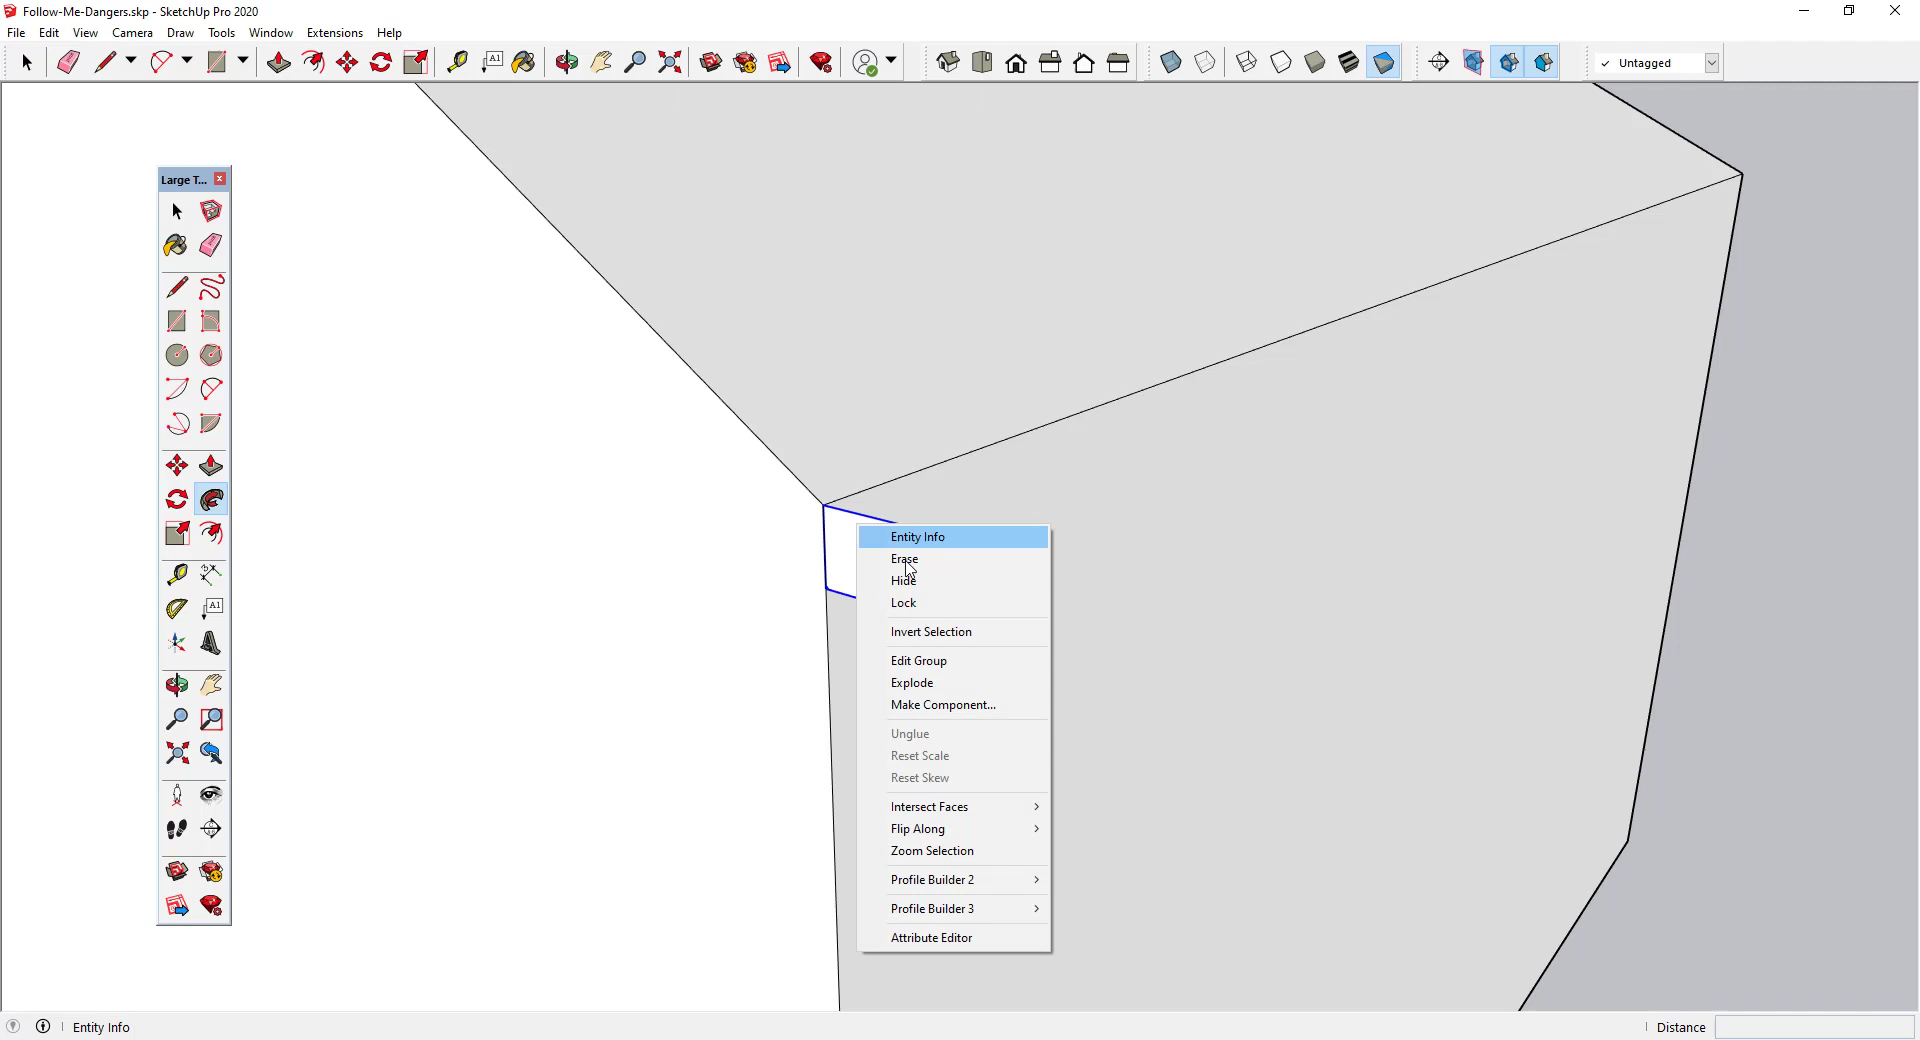 Follow-Me-Dangers.skp - SketchUp Pro 2020
File Edit View Camera Draw Tools Window Extensions Help
A1
✓ Untagged
Large T...
A1
Entity Info
Erase
Hide
Lock
Invert Selection
Edit Group
Explode
Make Component...
Unglue
Reset Scale
Reset Skew
Intersect Faces
Flip Along
Zoom Selection
Profile Builder 2
Profile Builder 3
Attribute Editor
Entity Info
Distance